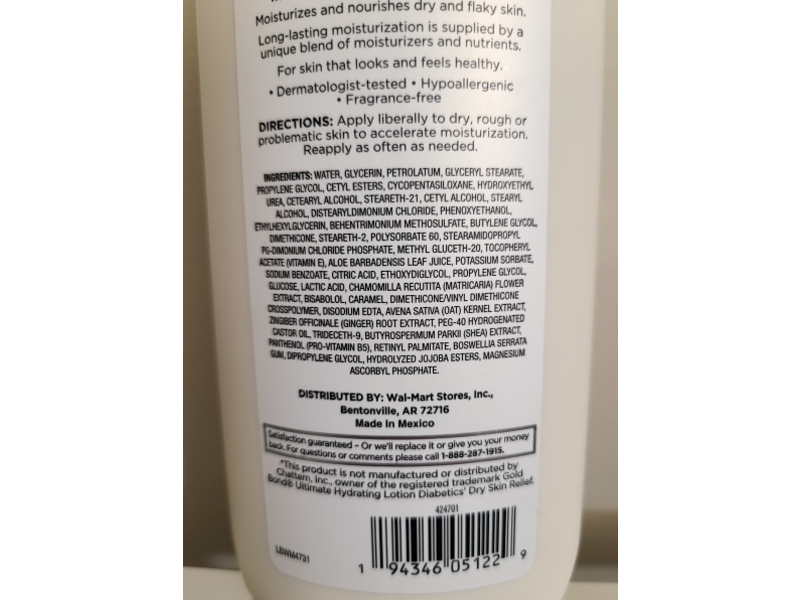 Moisturizes and nourishes dry and flaky skin.
Long-lasting moisturization is supplied by a
unique blend of moisturizers and nutrients.
For skin that looks and feels healthy.
• Dermatologist-tested • Hypoallergenic
• Fragrance-free
DIRECTIONS: Apply liberally to dry, rough or
problematic skin to accelerate moisturization.
Reapply as often as needed.
INGREDIENTS: WATER, GLYCERIN, PETROLATUM, GLYCERYL STEARATE,
PROPYLENE GLYCOL, CETYL ESTERS, CYCOPENTASILOXANE, HYDROXYETHYL
UREA, CETEARYL ALCOHOL, STEARETH-21, CETYL ALCOHOL, STEARYL
ALCOHOL, DISTEARYLDIMONIUM CHLORIDE, PHENOXYETHANOL,
ETHYLHEXYLGLYCERIN, BEHENTRIMONIUM METHOSULFATE, BUTYLENE GLYCOL,
DIMETHICONE, STEARETH-2, POLYSORBATE 60, STEARAMIDOPROPYL
PG-DIMONIUM CHLORIDE PHOSPHATE, METHYL GLUCETH-20, TOCOPHERYL
ACETATE (VITAMIN E), ALOE BARBADENSIS LEAF JUICE, POTASSIUM SORBATE,
SODIUM BENZOATE, CITRIC ACID, ETHOXYDIGLYCOL, PROPYLENE GLYCOL,
GLUCOSE, LACTIC ACID, CHAMOMILLA RECUTITA (MATRICARIA) FLOWER
EXTRACT, BISABOLOL, CARAMEL, DIMETHICONE/VINYL DIMETHICONE
CROSSPOLYMER, DISODIUM EDTA, AVENA SATIVA (OAT) KERNEL EXTRACT,
ZINGIBER OFFICINALE (GINGER) ROOT EXTRACT, PEG-40 HYDROGENATED
CASTOR OIL, TRIDECETH-9, BUTYROSPERMUM PARKII (SHEA) EXTRACT,
PANTHENOL (PRO-VITAMIN B5), RETINYL PALMITATE, BOSWELLIA SERRATA
GUM, DIPROPYLENE GLYCOL, HYDROLYZED JOJOBA ESTERS, MAGNESIUM
ASCORBYL PHOSPHATE.
DISTRIBUTED BY: Wal-Mart Stores, Inc.,
Bentonville, AR 72716
Made In Mexico
Satisfaction guaranteed – Or we'll replace it or give you your money
back. For questions or comments please call 1-888-287-1915.
*This product is not manufactured or distributed by
Chattem, Inc., owner of the registered trademark Gold
Bond® Ultimate Hydrating Lotion Diabetics' Dry Skin Relief.
424701
LBWM4731
1 94346 05122 9